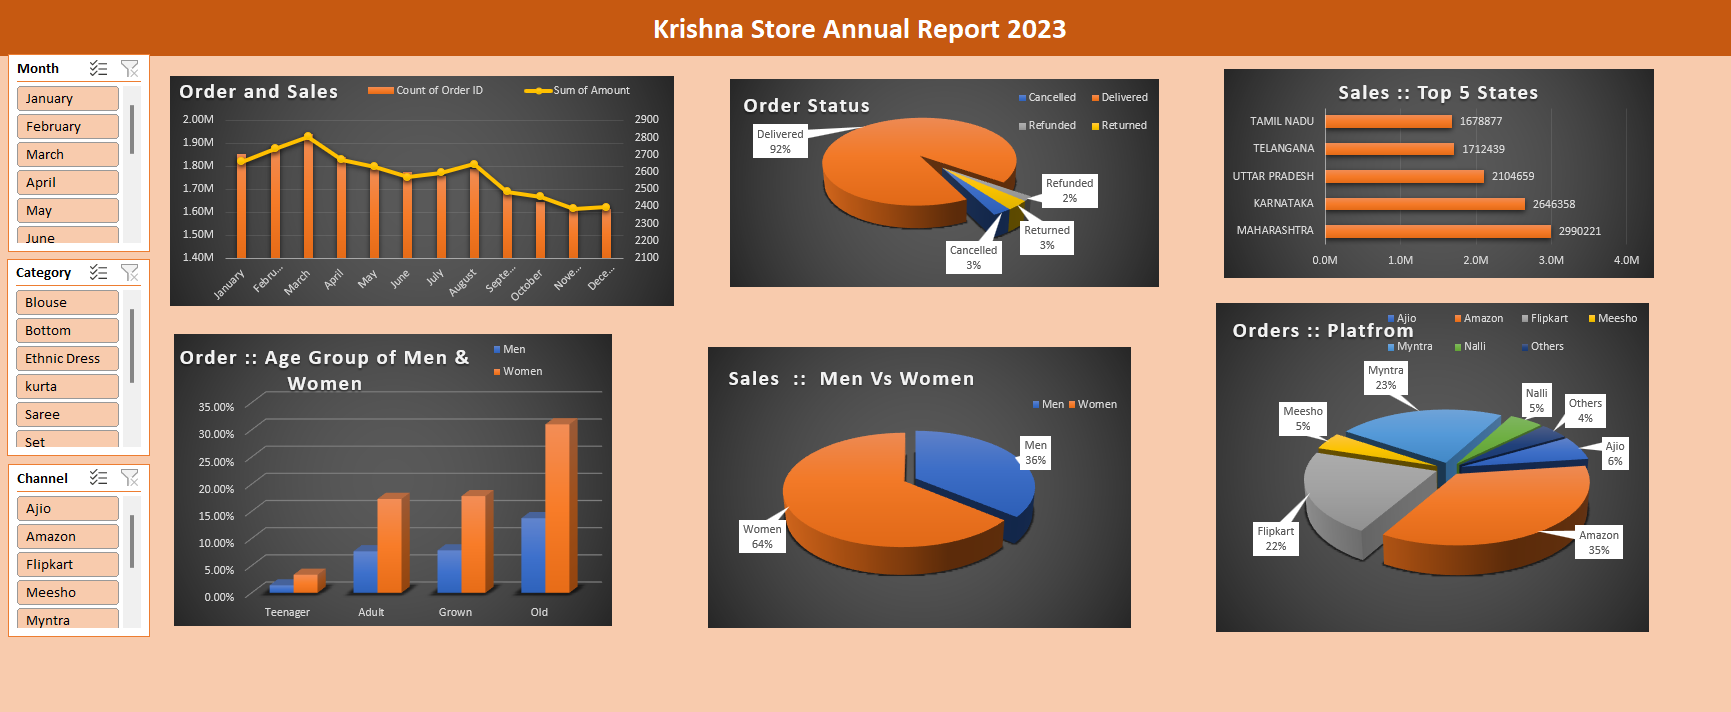 Krishna Store Annual Report 2023
Month
January
February
March
April
May
June
Category
Blouse
Bottom
Ethnic Dress
kurta
Saree
Set
Channel
Ajio
Amazon
Flipkart
Meesho
Myntra
Order and Sales
Count of Order ID
Sum of Amount
2.00M
1.90M
1.80M
1.70M
1.60M
1.50M
1.40M
2900
2800
2700
2600
2500
2400
2300
2200
2100
January
Febru...
March
April
May
June
July
August
Septe...
October
Nove...
Dece...
Order Status
Cancelled
Delivered
Refunded
Returned
Delivered
92%
Refunded
2%
Returned
3%
Cancelled
3%
Sales :: Top 5 States
TAMIL NADU
1678877
TELANGANA
1712439
UTTAR PRADESH
2104659
KARNATAKA
2646358
MAHARASHTRA
2990221
0.0M
1.0M
2.0M
3.0M
4.0M
Order :: Age Group of Men &
Women
Men
Women
35.00%
30.00%
25.00%
20.00%
15.00%
10.00%
5.00%
0.00%
Teenager
Adult
Grown
Old
Sales :: Men Vs Women
Men
Women
Men
36%
Women
64%
Orders :: Platfrom
Ajio
Amazon
Flipkart
Meesho
Myntra
Nalli
Others
Myntra
23%
Nalli
5%
Others
4%
Meesho
5%
Ajio
6%
Flipkart
22%
Amazon
35%